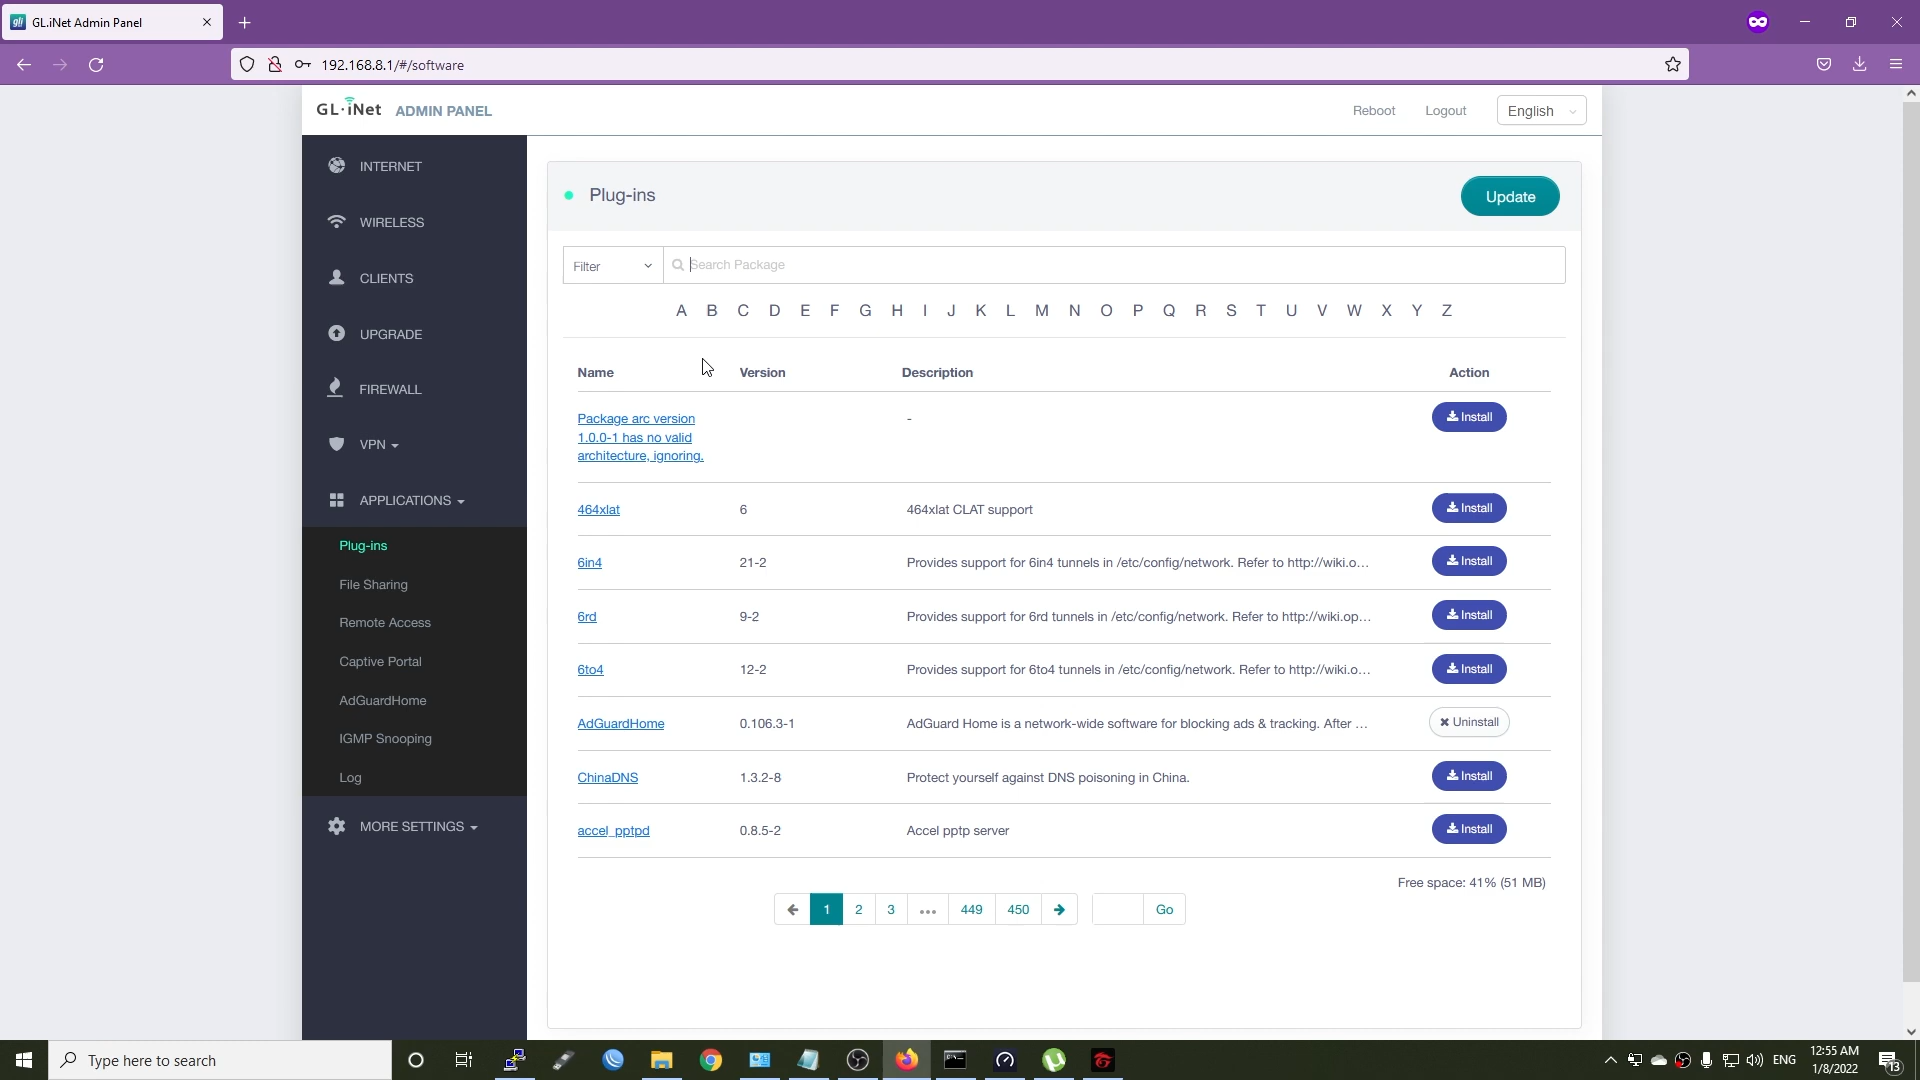 GL.iNet Admin Panel
192.168.8.1/#/software
GL·iNet ADMIN PANEL
Reboot
Logout
English
INTERNET
WIRELESS
CLIENTS
UPGRADE
FIREWALL
VPN
APPLICATIONS
Plug-ins
File Sharing
Remote Access
Captive Portal
AdGuardHome
IGMP Snooping
Log
MORE SETTINGS
Plug-ins
Update
Filter
Search Package
A B C D E F G H I J K L M N O P Q R S T U V W X Y Z
Name Version Description Action
Package arc version
1.0.0-1 has no valid
architecture, ignoring.
-
Install
464xlat 6 464xlat CLAT support Install
6in4 21-2 Provides support for 6in4 tunnels in /etc/config/network. Refer to http://wiki.o... Install
6rd 9-2 Provides support for 6rd tunnels in /etc/config/network. Refer to http://wiki.op... Install
6to4 12-2 Provides support for 6to4 tunnels in /etc/config/network. Refer to http://wiki.o... Install
AdGuardHome 0.106.3-1 AdGuard Home is a network-wide software for blocking ads & tracking. After ... Uninstall
ChinaDNS 1.3.2-8 Protect yourself against DNS poisoning in China. Install
accel_pptpd 0.8.5-2 Accel pptp server Install
Free space: 41% (51 MB)
1 2 3 ... 449 450 Go
Type here to search
ENG
12:55 AM
1/8/2022
13